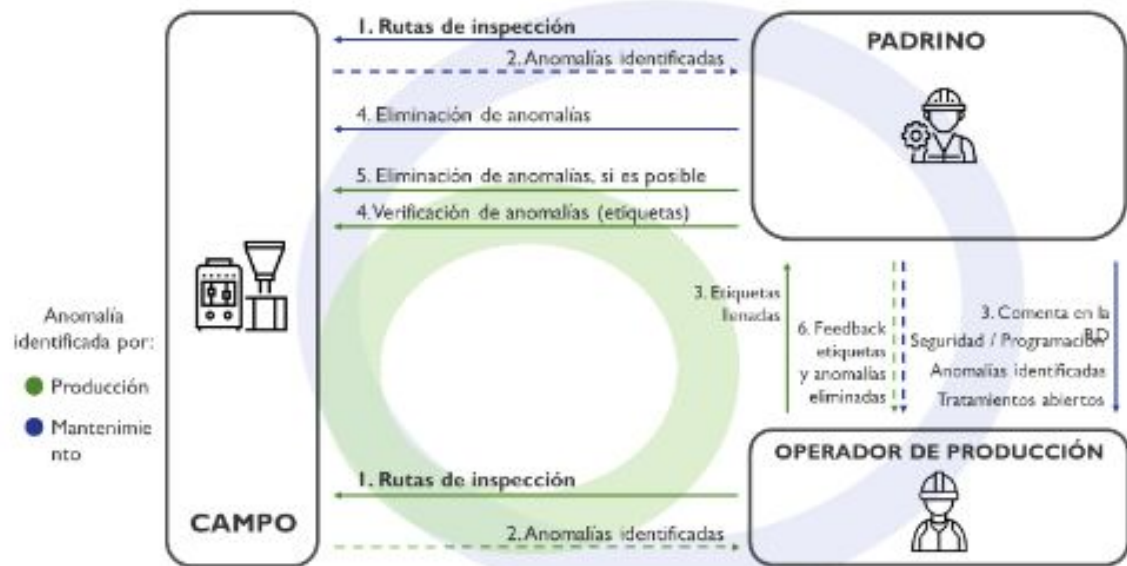 1. Rutas de inspección
2. Anomalías identificadas
4. Eliminación de anomalías
5. Eliminación de anomalías, si es posible
4. Verificación de anomalías (etiquetas)
PADRINO
Anomalía
identificada por:
Producción
Mantenimie
nto
CAMPO
3. Etiquetas
llenadas
6. Feedback
etiquetas
y anomalías
eliminadas
3. Comenta en la
RD
Seguridad / Programación
Anomalías identificadas
Tratamientos abiertos
OPERADOR DE PRODUCCIÓN
1. Rutas de inspección
2. Anomalías identificadas